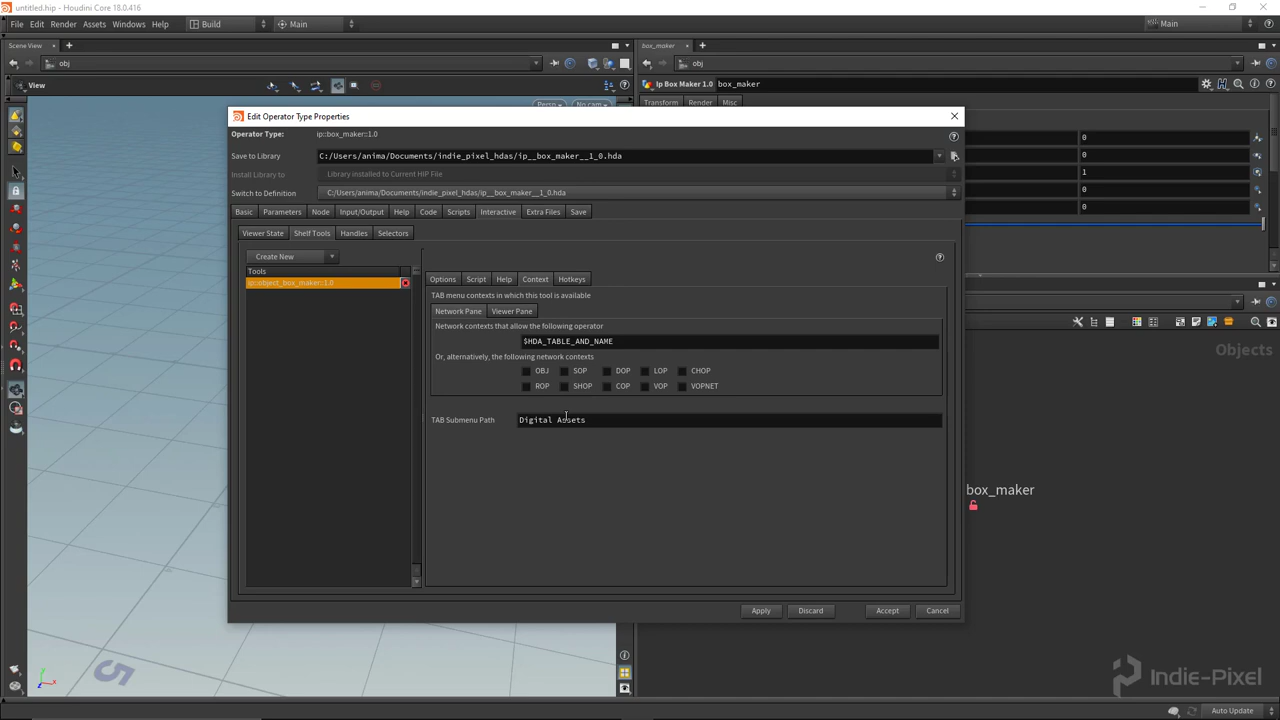 untitled.hip - Houdini Core 18.0.416
File Edit Render Assets Windows Help Build Main Main
Scene View box_maker
obj obj
View Ip Box Maker 1.0 box_maker
Persp No cam Transform Render Misc
Edit Operator Type Properties
Operator Type: ip::box_maker::1.0
0
Save to Library C:/Users/anima/Documents/indie_pixel_hdas/ip__box_maker__1_0.hda
0
Install Library to Library installed to Current HIP File
1
Switch to Definition C:/Users/anima/Documents/indie_pixel_hdas/ip__box_maker__1_0.hda
0
0
Basic Parameters Node Input/Output Help Code Scripts Interactive Extra Files Save
Viewer State Shelf Tools Handles Selectors
Create New
Tools
ip::object_box_maker::1.0
Options Script Help Context Hotkeys
TAB menu contexts in which this tool is available
Network Pane Viewer Pane
Network contexts that allow the following operator
$HDA_TABLE_AND_NAME
Or, alternatively, the following network contexts
OBJ SOP DOP LOP CHOP
ROP SHOP COP VOP VOPNET
TAB Submenu Path Digital Assets
Objects
box_maker
Apply Discard Accept Cancel
5
Indie-Pixel
Auto Update